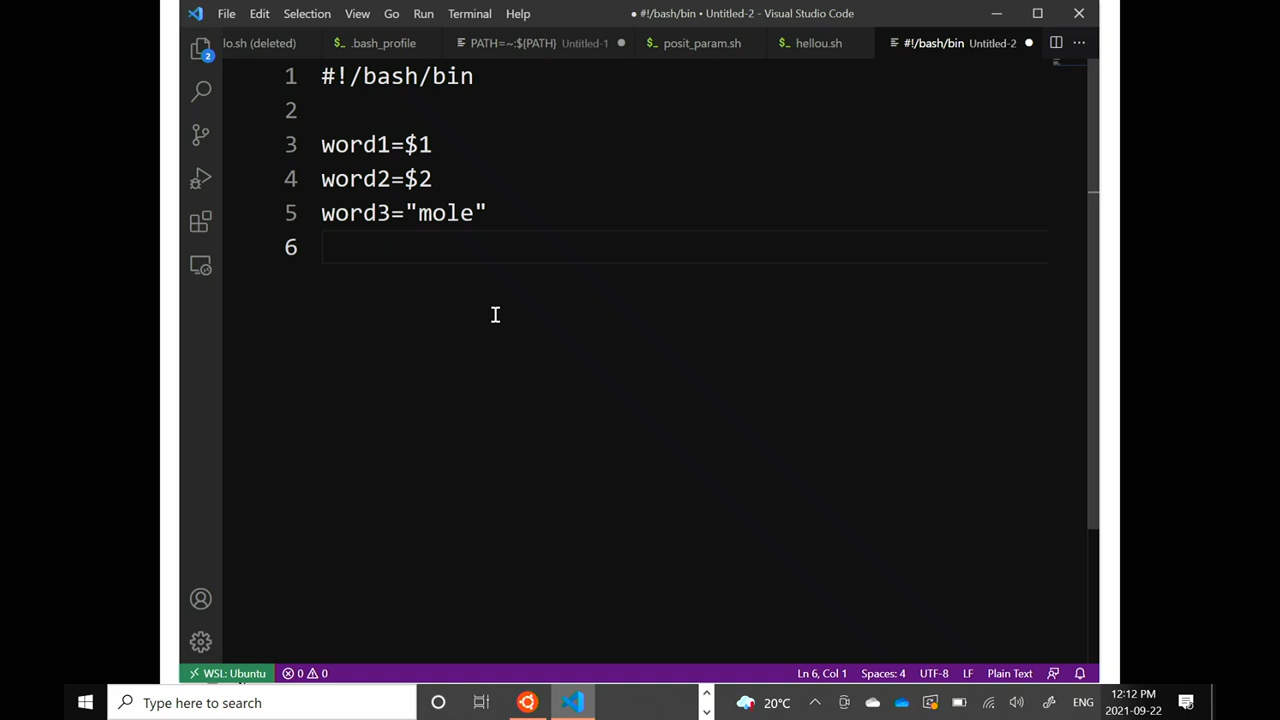 File Edit Selection View Go Run Terminal Help ● #!/bash/bin • Untitled-2 - Visual Studio Code
lo.sh (deleted) $_ .bash_profile PATH=~:${PATH} Untitled-1 $_ posit_param.sh $_ hellou.sh #!/bash/bin Untitled-2
2
1 #!/bash/bin
2
3 word1=$1
4 word2=$2
5 word3="mole"
6
WSL: Ubuntu 0 0 Ln 6, Col 1 Spaces: 4 UTF-8 LF Plain Text
Type here to search 20°C ENG 12:12 PM
2021-09-22